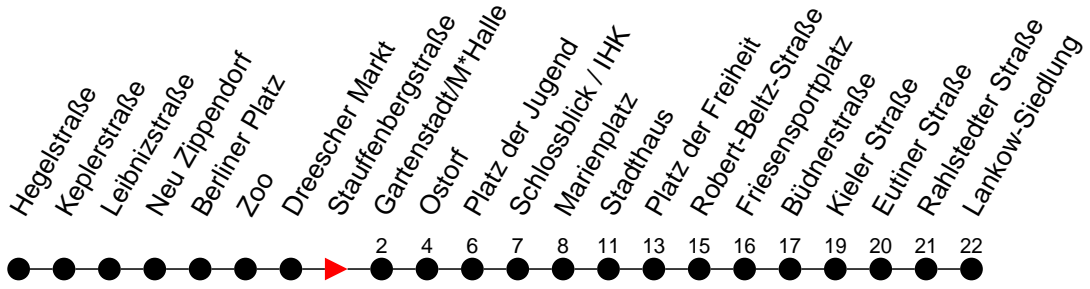 Hegelstraße
Keplerstraße
Leibnizstraße
Neu Zippendorf
Berliner Platz
Zoo
Dreescher Markt
Stauffenbergstraße
Gartenstadt/M*Halle
Ostorf
Platz der Jugend
Schlossblick / IHK
Marienplatz
Stadthaus
Platz der Freiheit
Robert-Beltz-Straße
Friesensportplatz
Büdnerstraße
Kieler Straße
Eutiner Straße
Rahlstedter Straße
Lankow-Siedlung
2 4 6 7 8 11 13 15 16 17 19 20 21 22